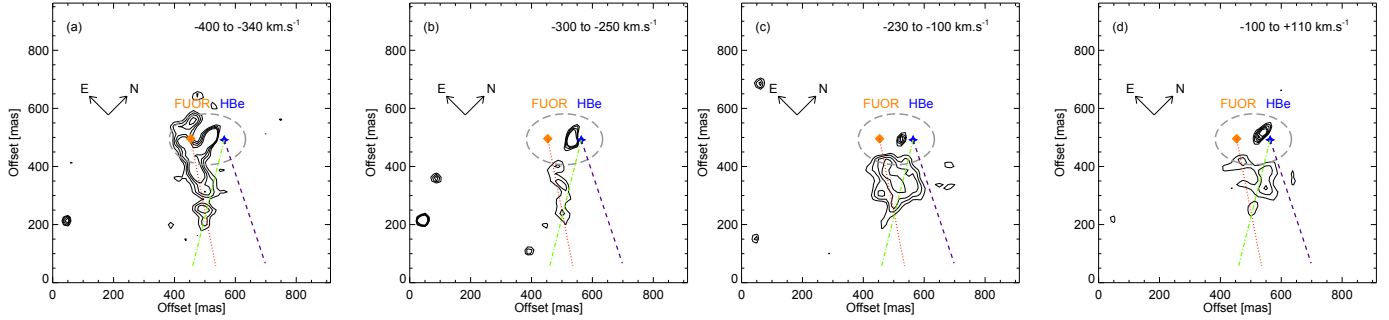 (a) -400 to -340 km.s⁻¹
E N
FUOR HBe
Offset [mas]
0 200 400 600 800
0 200 400 600 800
Offset [mas]
(b) -300 to -250 km.s⁻¹
E N
FUOR HBe
Offset [mas]
0 200 400 600 800
0 200 400 600 800
Offset [mas]
(c) -230 to -100 km.s⁻¹
E N
FUOR HBe
Offset [mas]
0 200 400 600 800
0 200 400 600 800
Offset [mas]
(d) -100 to +110 km.s⁻¹
E N
FUOR HBe
Offset [mas]
0 200 400 600 800
0 200 400 600 800
Offset [mas]